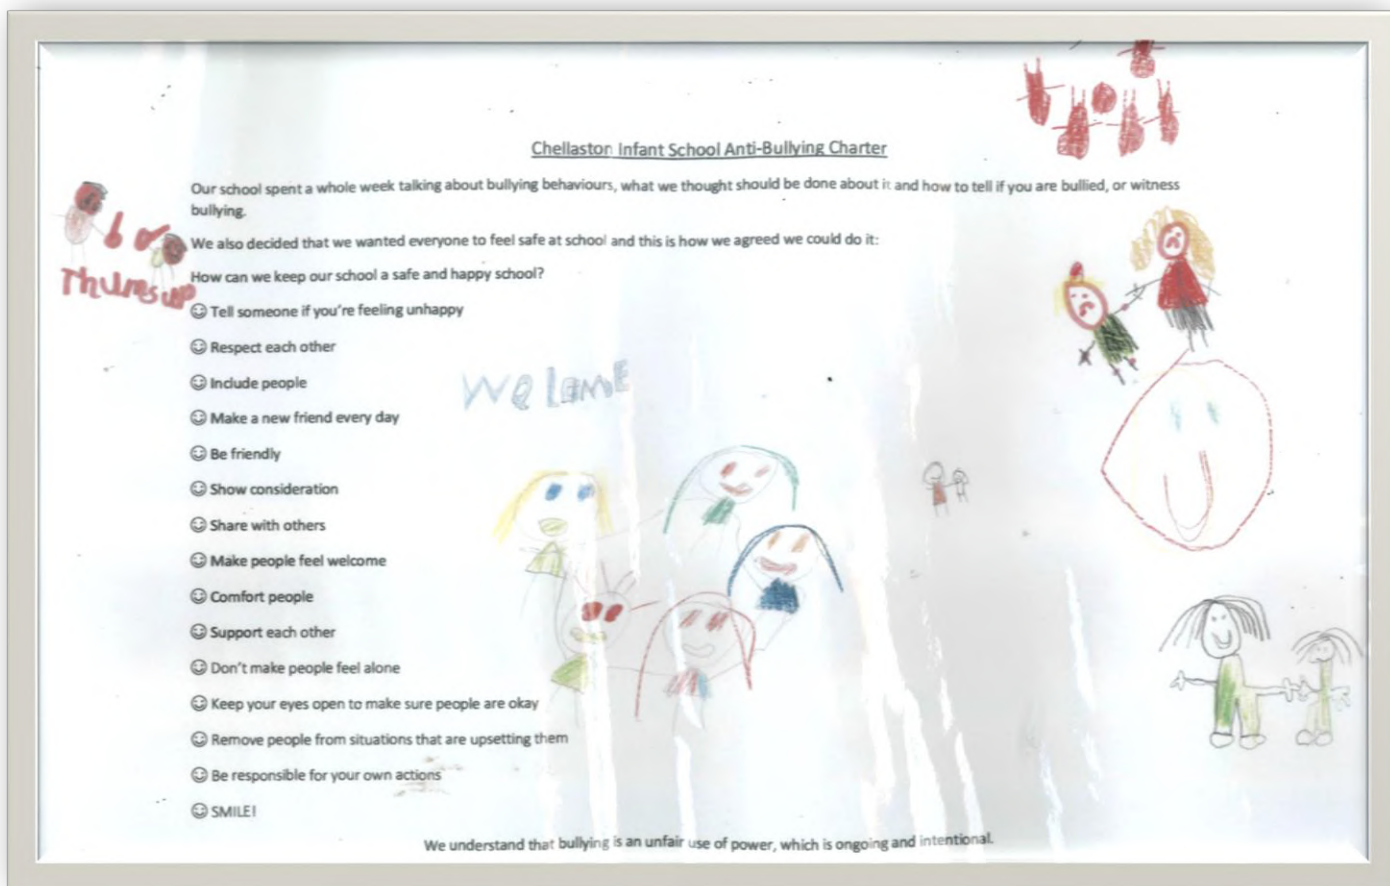 Chellaston Infant School Anti-Bullying Charter
Our school spent a whole week talking about bullying behaviours, what we thought should be done about it and how to tell if you are bullied, or witness
bullying.
We also decided that we wanted everyone to feel safe at school and this is how we agreed we could do it:
Thumsup
How can we keep our school a safe and happy school?
Tell someone if you're feeling unhappy
Respect each other
Include people
Welcome
Make a new friend every day
Be friendly
Show consideration
Share with others
Make people feel welcome
Comfort people
Support each other
Don't make people feel alone
Keep your eyes open to make sure people are okay
Remove people from situations that are upsetting them
Be responsible for your own actions
SMILE!
We understand that bullying is an unfair use of power, which is ongoing and intentional.